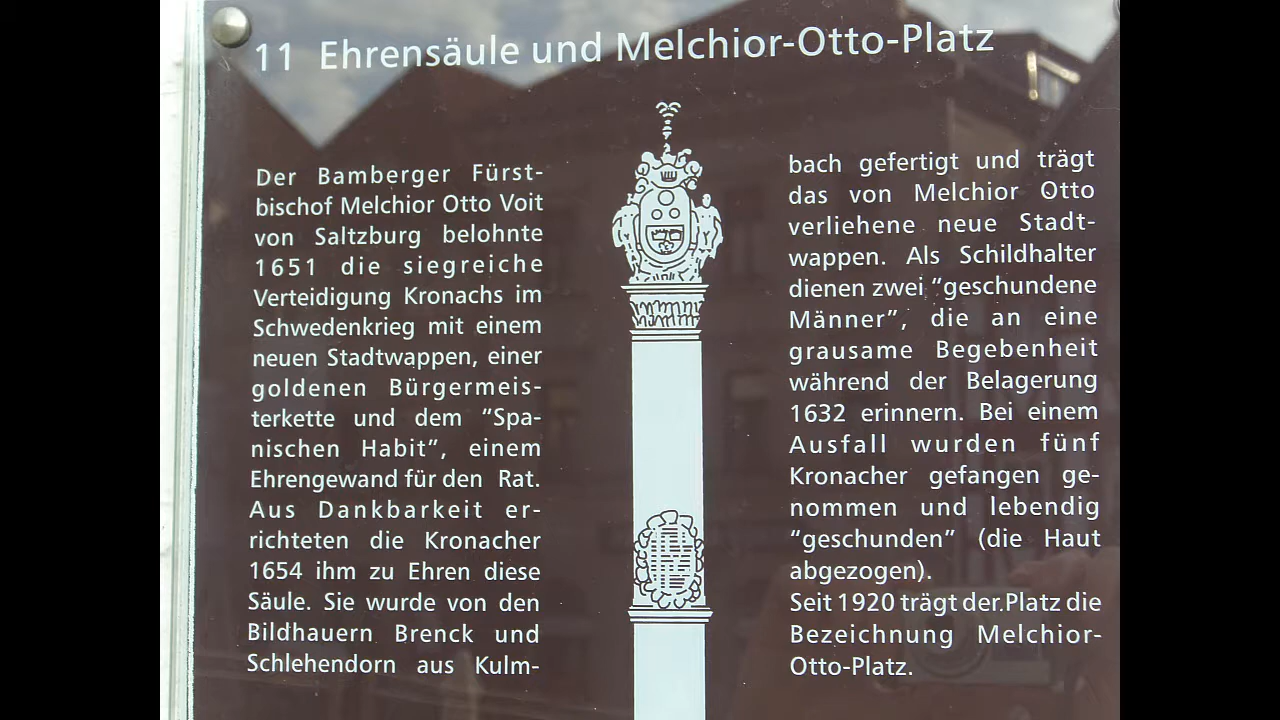 11 Ehrensäule und Melchior-Otto-Platz
Der Bamberger Fürst-
bischof Melchior Otto Voit
von Saltzburg belohnte
1651 die siegreiche
Verteidigung Kronachs im
Schwedenkrieg mit einem
neuen Stadtwappen, einer
goldenen Bürgermeis-
terkette und dem “Spa-
nischen Habit”, einem
Ehrengewand für den Rat.
Aus Dankbarkeit er-
richteten die Kronacher
1654 ihm zu Ehren diese
Säule. Sie wurde von den
Bildhauern Brenck und
Schlehendorn aus Kulm-
bach gefertigt und trägt
das von Melchior Otto
verliehene neue Stadt-
wappen. Als Schildhalter
dienen zwei “geschundene
Männer”, die an eine
grausame Begebenheit
während der Belagerung
1632 erinnern. Bei einem
Ausfall wurden fünf
Kronacher gefangen ge-
nommen und lebendig
“geschunden” (die Haut
abgezogen).
Seit 1920 trägt der Platz die
Bezeichnung Melchior-
Otto-Platz.